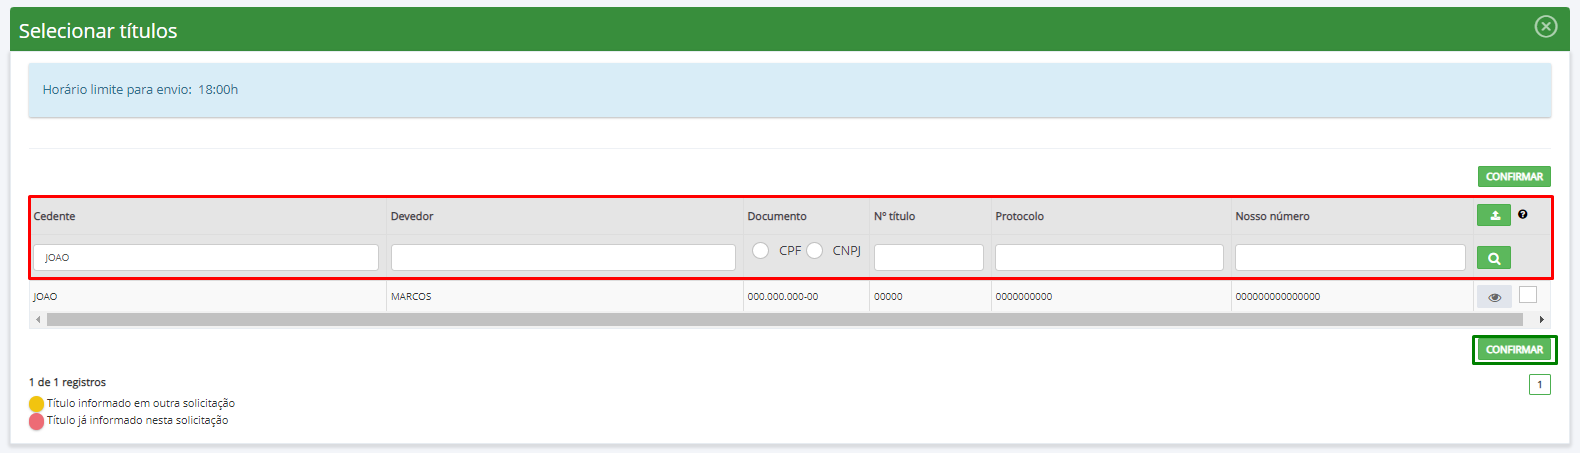 Selecionar títulos
Horário limite para envio: 18:00h
CONFIRMAR
Cedente Devedor Documento Nº título Protocolo Nosso número
JOAO CPF CNPJ
JOAO MARCOS 000.000.000-00 00000 0000000000 000000000000000
CONFIRMAR
1 de 1 registros 1
Título informado em outra solicitação
Título já informado nesta solicitação